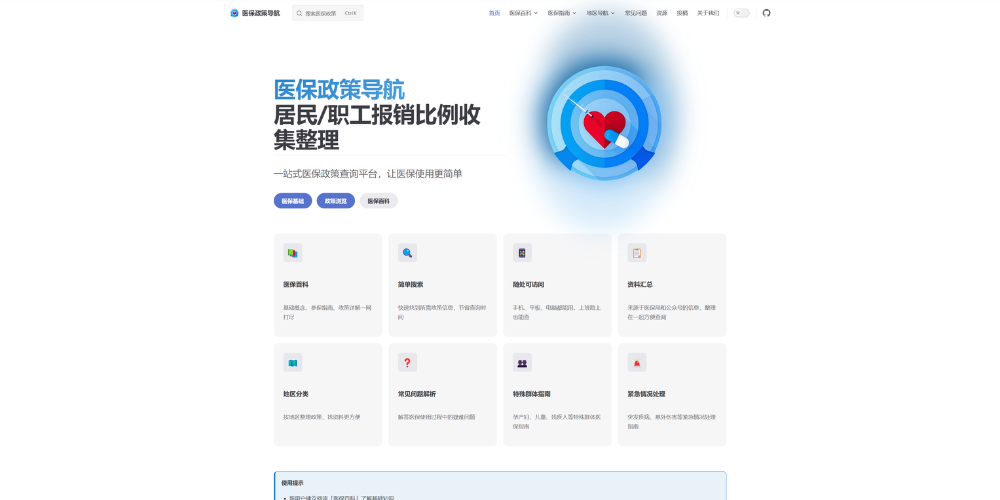 医保政策导航
搜索医保政策 Ctrl K
首页 医保百科 医保指南 地区导航 常见问题 资源 投稿 关于我们
医保政策导航
居民/职工报销比例收
集整理
一站式医保政策查询平台，让医保使用更简单
医保基础 政策浏览 医保百科
医保百科
基础概念、参保指南、政策详解一网
打尽
简单搜索
快速找到所需政策信息，节省查询时
间
随处可访问
手机、平板、电脑都能用，上班路上
也能查
资料汇总
来源于医保局和公众号的信息，整理
在一起方便查阅
地区分类
按地区整理政策，找资料更方便
常见问题解析
解答医保使用过程中的疑难问题
特殊群体指南
孕产妇、儿童、残疾人等特殊群体医
保指南
紧急情况处理
突发疾病、意外伤害等紧急情况处理
指南
使用提示